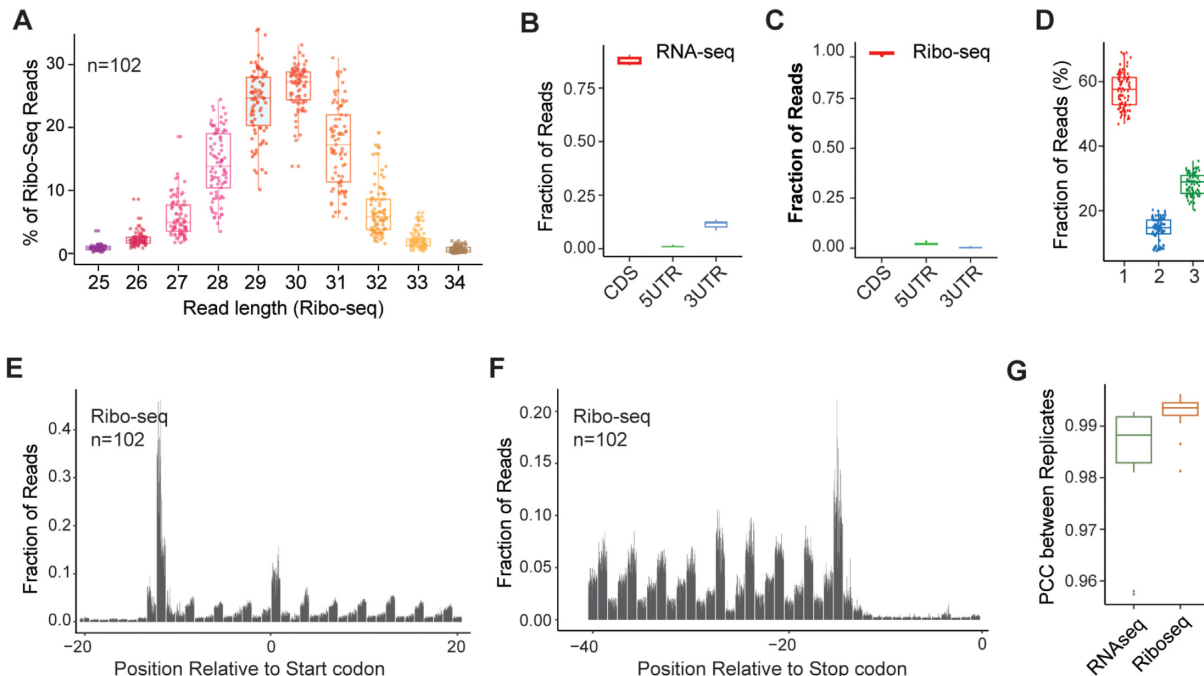 A
% of Ribo-Seq Reads
n=102
30
20
10
0
25 26 27 28 29 30 31 32 33 34
Read length (Ribo-seq)
B
RNA-seq
Fraction of Reads
0.75
0.50
0.25
0.00
CDS 5UTR 3UTR
C
Ribo-seq
Fraction of Reads
1.00
0.75
0.50
0.25
0.00
CDS 5UTR 3UTR
D
Fraction of Reads (%)
60
40
20
1 2 3
E
Ribo-seq
n=102
Fraction of Reads
0.4
0.3
0.2
0.1
0.0
−20 −10 0 10 20
Position Relative to Start codon
F
Ribo-seq
n=102
Fraction of Reads
0.20
0.15
0.10
0.05
0.00
−40 −20 0
Position Relative to Stop codon
G
PCC between Replicates
0.99
0.98
0.97
0.96
RNAseq Riboseq